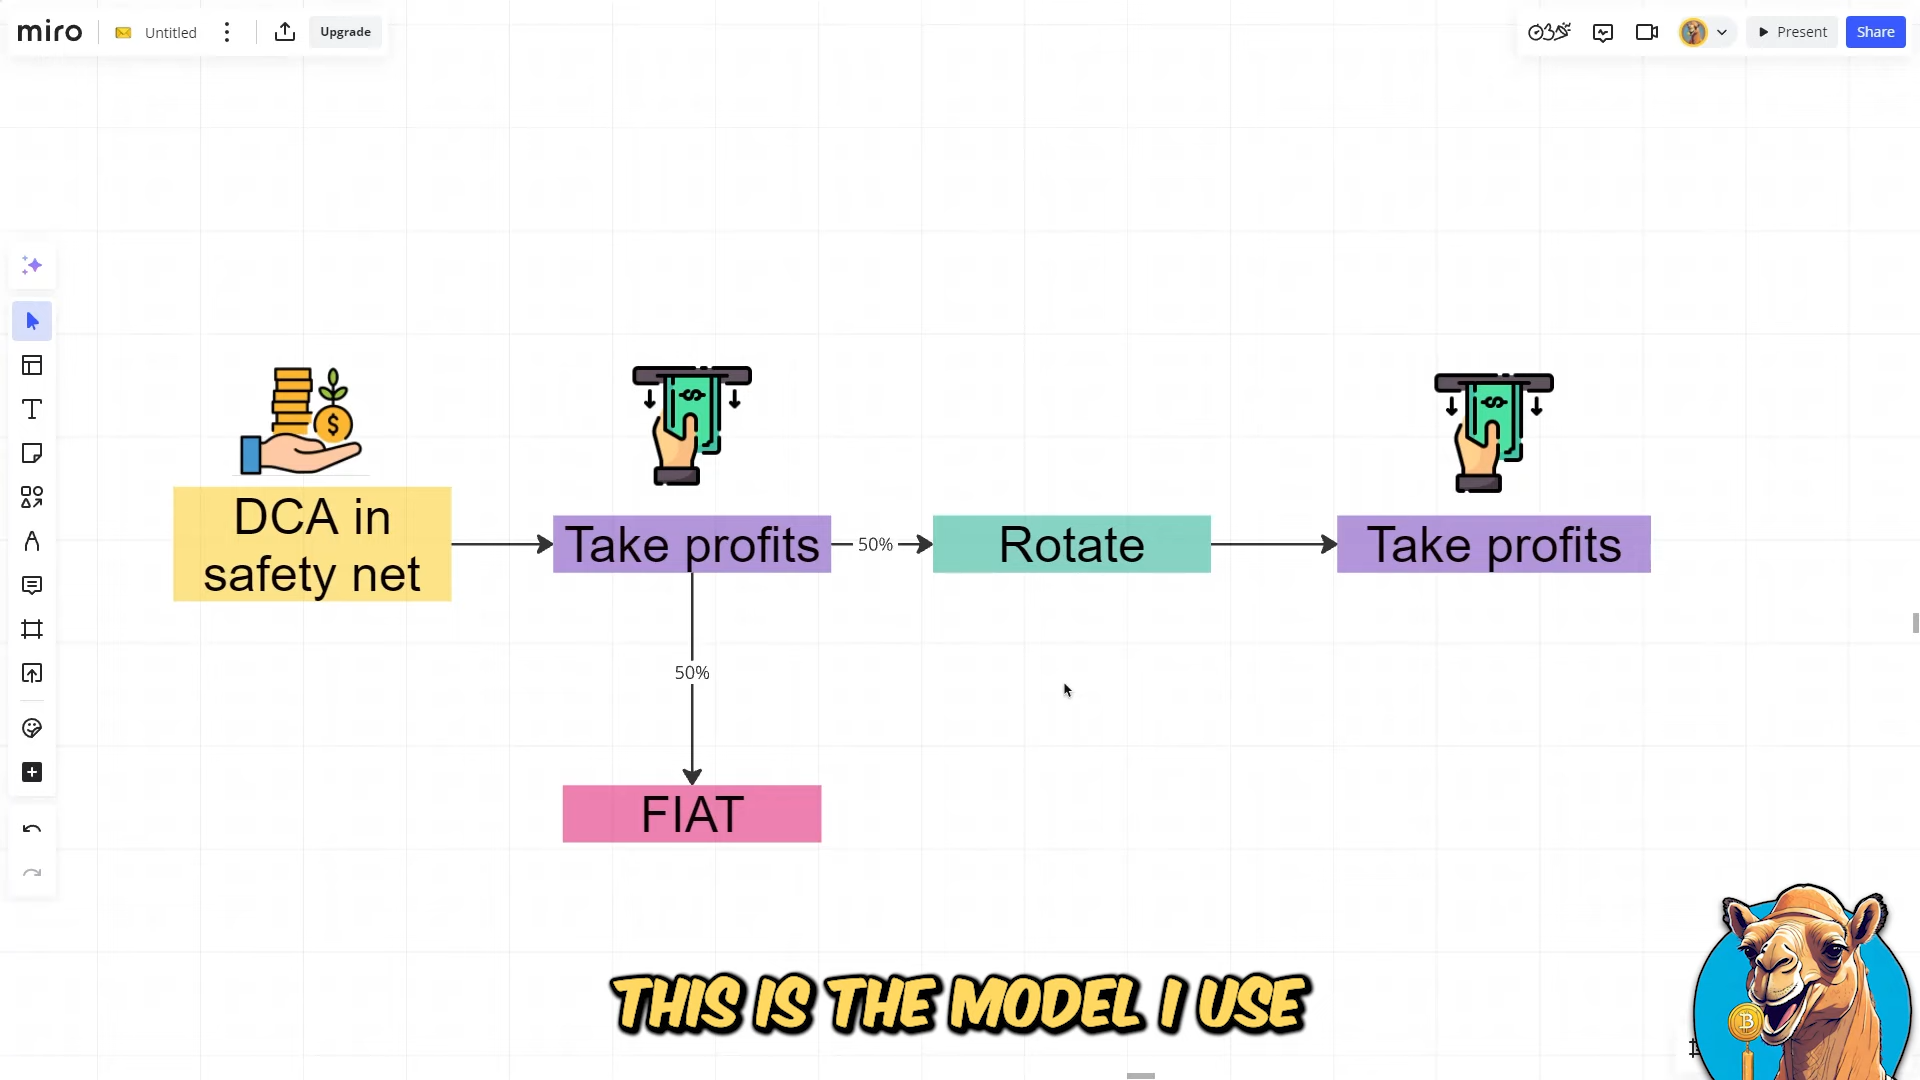 miro
Untitled
Upgrade
Present
Share
DCA in
safety net
Take profits
50%
Rotate
Take profits
50%
FIAT
THIS IS THE MODEL I USE